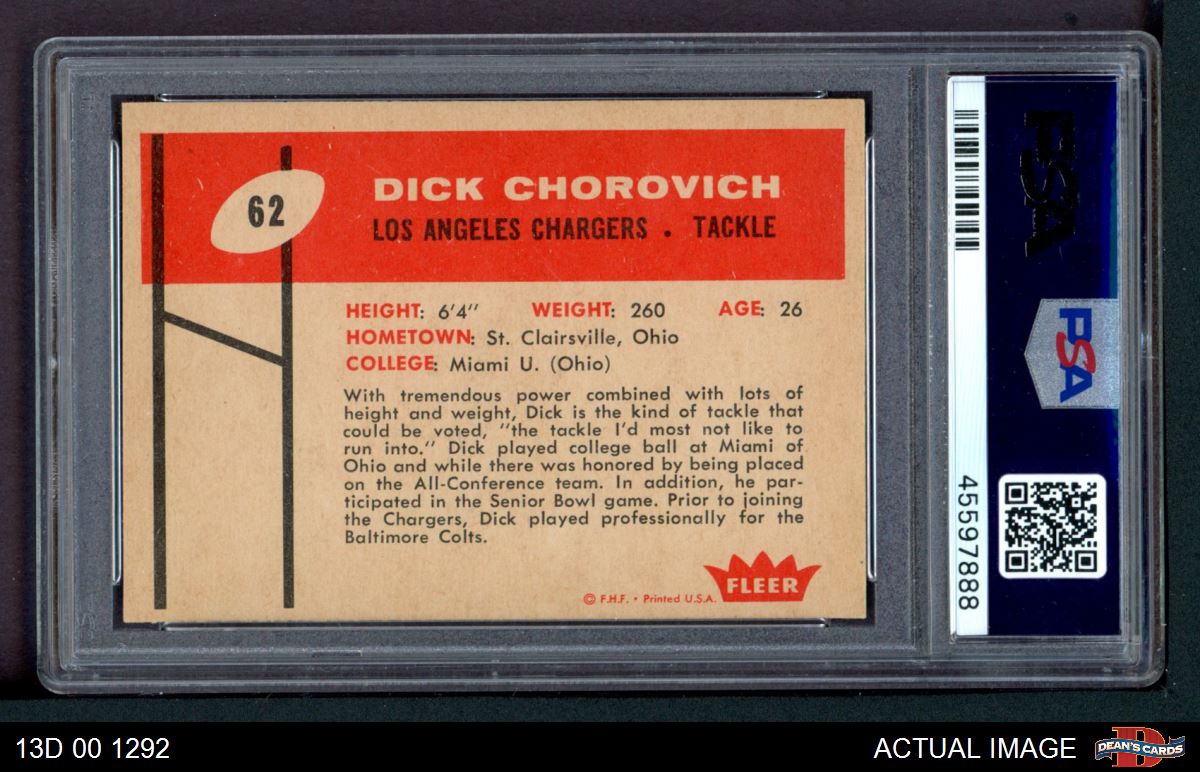 62
DICK CHOROVICH
LOS ANGELES CHARGERS . TACKLE
HEIGHT: 6'4" WEIGHT: 260 AGE: 26
HOMETOWN: St. Clairsville, Ohio
COLLEGE: Miami U. (Ohio)
With tremendous power combined with lots of
height and weight, Dick is the kind of tackle that
could be voted, "the tackle I'd most not like to
run into." Dick played college ball at Miami of
Ohio and while there was honored by being placed
on the All-Conference team. In addition, he par-
ticipated in the Senior Bowl game. Prior to joining
the Chargers, Dick played professionally for the
Baltimore Colts.
FLEER
© F.H.F. • Printed U.S.A.
PSA
PSA
45597888
13D 00 1292
ACTUAL IMAGE
DEAN'S CARDS